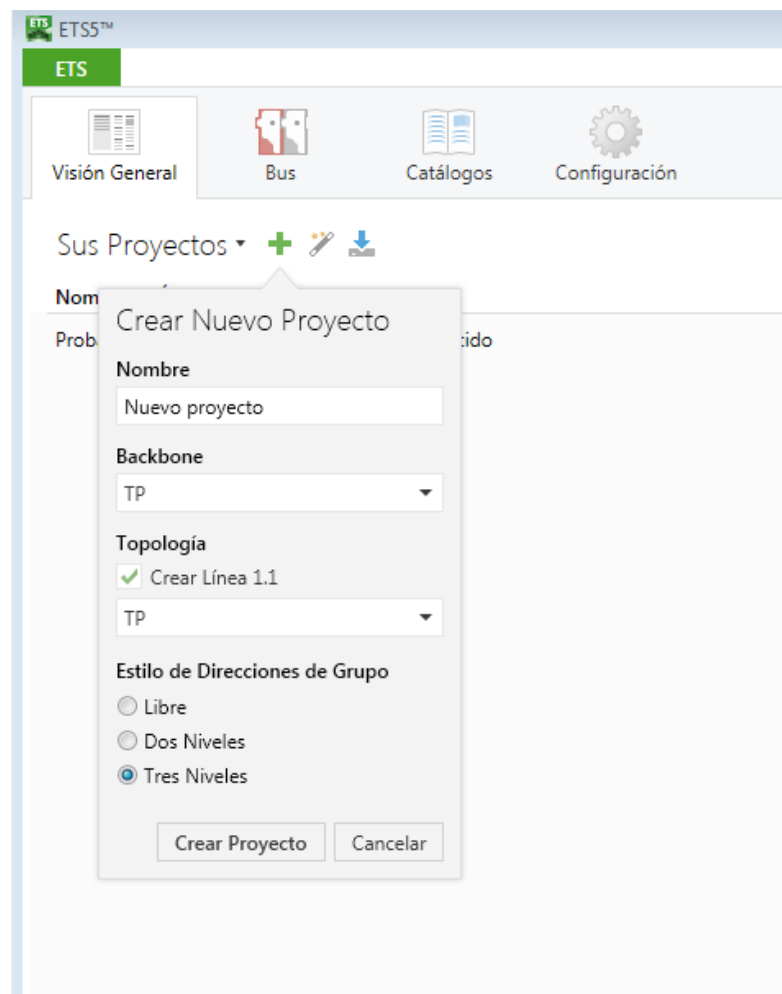 ETS5™
ETS
Visión General
Bus
Catálogos
Configuración
Sus Proyectos
Crear Nuevo Proyecto
Nombre
Nuevo proyecto
Backbone
TP
Topología
Crear Línea 1.1
TP
Estilo de Direcciones de Grupo
Libre
Dos Niveles
Tres Niveles
Crear Proyecto
Cancelar